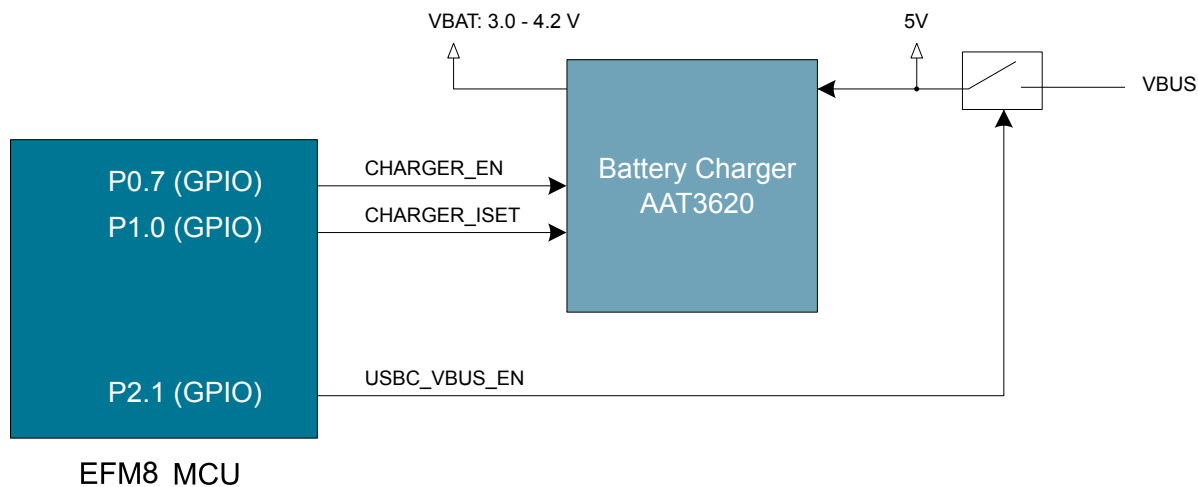 VBAT: 3.0 - 4.2 V
5V
VBUS
Battery Charger
AAT3620
P0.7 (GPIO)
CHARGER_EN
P1.0 (GPIO)
CHARGER_ISET
P2.1 (GPIO)
USBC_VBUS_EN
EFM8 MCU